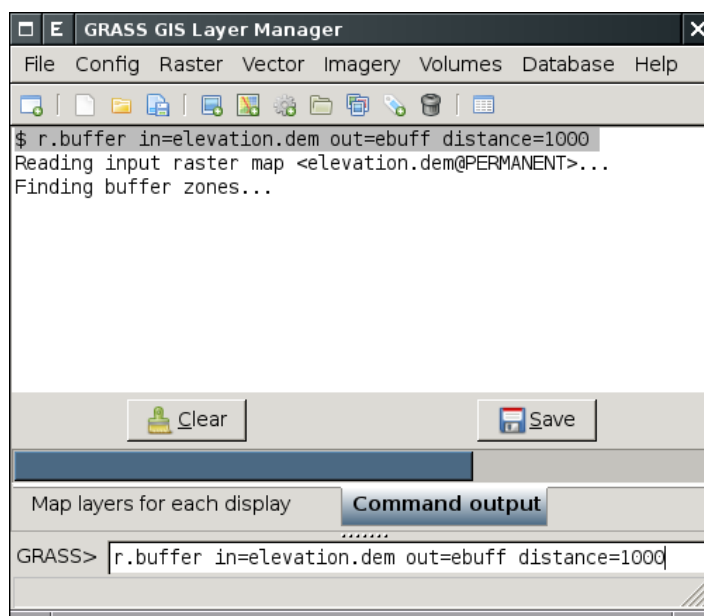 E GRASS GIS Layer Manager X
File Config Raster Vector Imagery Volumes Database Help
$ r.buffer in=elevation.dem out=ebuff distance=1000
Reading input raster map <elevation.dem@PERMANENT>...
Finding buffer zones...
Clear Save
Map layers for each display Command output
GRASS> r.buffer in=elevation.dem out=ebuff distance=1000